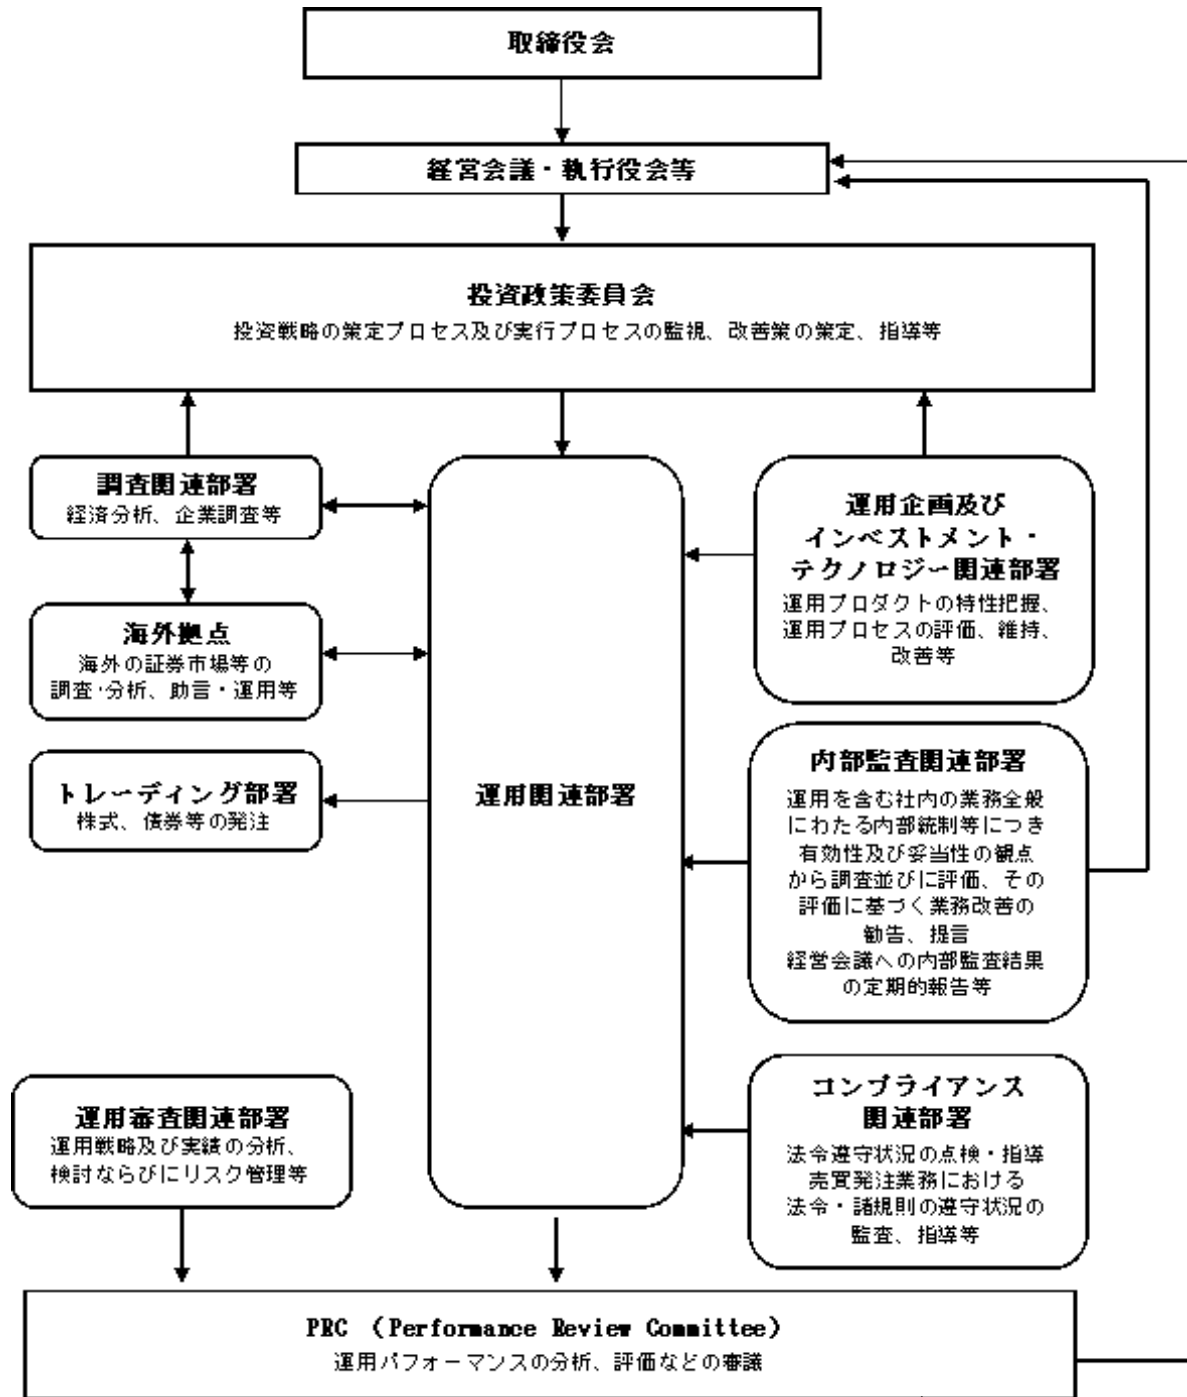 取締役会
経営会議・執行役会等
投資政策委員会
投資戦略の策定プロセス及び実行プロセスの監視、改善策の策定、指導等
調査関連部署
経済分析、企業調査等
海外拠点
海外の証券市場等の
調査・分析、助言・運用等
トレーディング部署
株式、債券等の発注
運用関連部署
運用企画及び
インベストメント・
テクノロジー関連部署
運用プロダクトの特性把握、
運用プロセスの評価、維持、
改善等
内部監査関連部署
運用を含む社内の業務全般
にわたる内部統制等につき
有効性及び妥当性の観点
から調査並びに評価、その
評価に基づく業務改善の
勧告、提言
経営会議への内部監査結果
の定期的報告等
コンプライアンス
関連部署
法令遵守状況の点検・指導
売買発注業務における
法令・諸規則の遵守状況の
監査、指導等
運用審査関連部署
運用戦略及び実績の分析、
検討ならびにリスク管理等
PRC （Performance Review Committee）
運用パフォーマンスの分析、評価などの審議